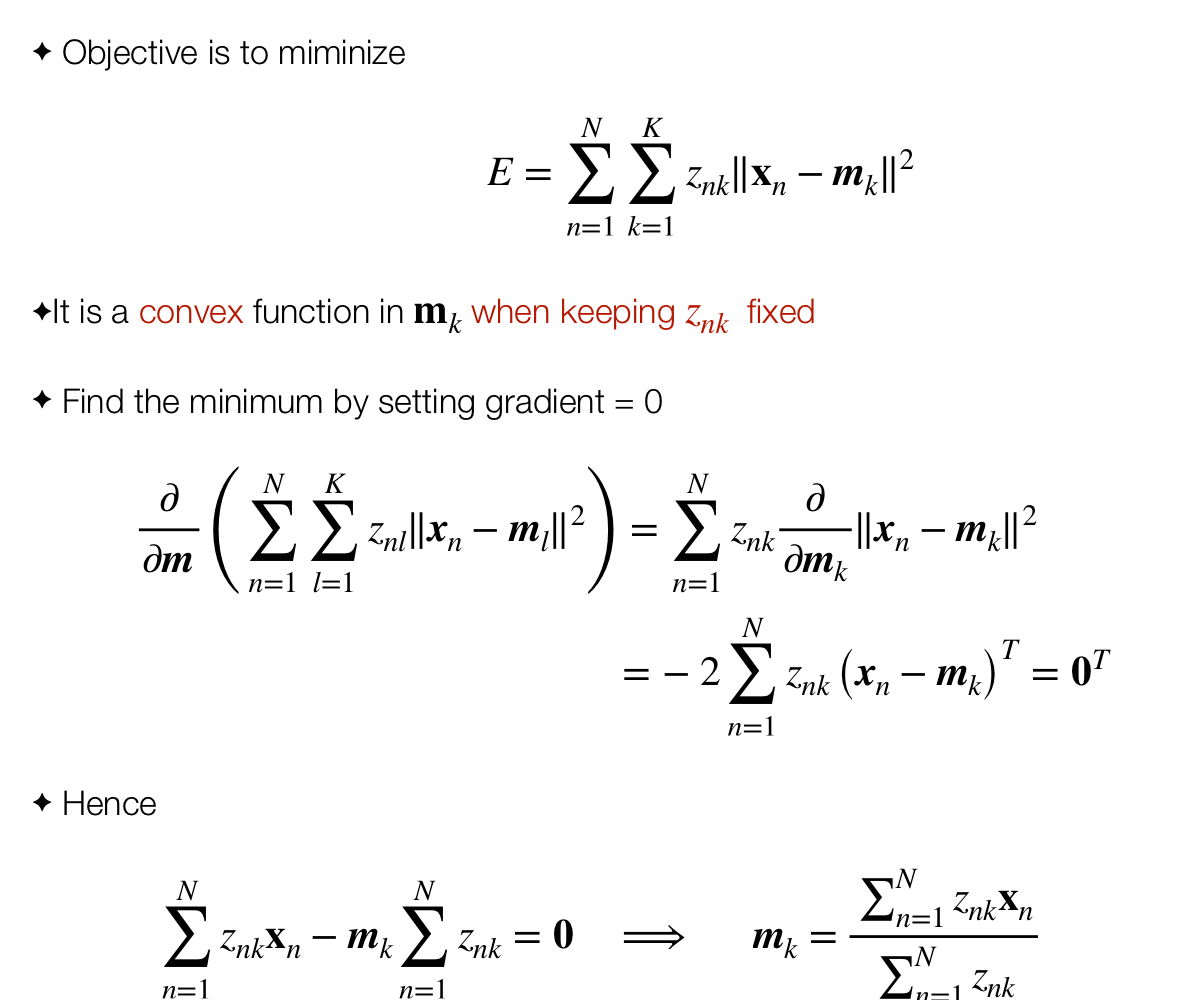 ✦ Objective is to miminize
E = \sum_{n=1}^{N} \sum_{k=1}^{K} z_{nk} \| \mathbf{x}_n - \boldsymbol{m}_k \|^2
✦It is a convex function in \mathbf{m}_k when keeping z_{nk} fixed
✦ Find the minimum by setting gradient = 0
\frac{\partial}{\partial \boldsymbol{m}} \left( \sum_{n=1}^{N} \sum_{l=1}^{K} z_{nl} \| \boldsymbol{x}_n - \boldsymbol{m}_l \|^2 \right) = \sum_{n=1}^{N} z_{nk} \frac{\partial}{\partial \boldsymbol{m}_k} \| \boldsymbol{x}_n - \boldsymbol{m}_k \|^2
= - 2 \sum_{n=1}^{N} z_{nk} \left( \boldsymbol{x}_n - \boldsymbol{m}_k \right)^T = \mathbf{0}^T
✦ Hence
\sum_{n=1}^{N} z_{nk} \mathbf{x}_n - \boldsymbol{m}_k \sum_{n=1}^{N} z_{nk} = \mathbf{0} \implies \boldsymbol{m}_k = \frac{\sum_{n=1}^{N} z_{nk} \mathbf{x}_n}{\sum_{n=1}^{N} z_{nk}}